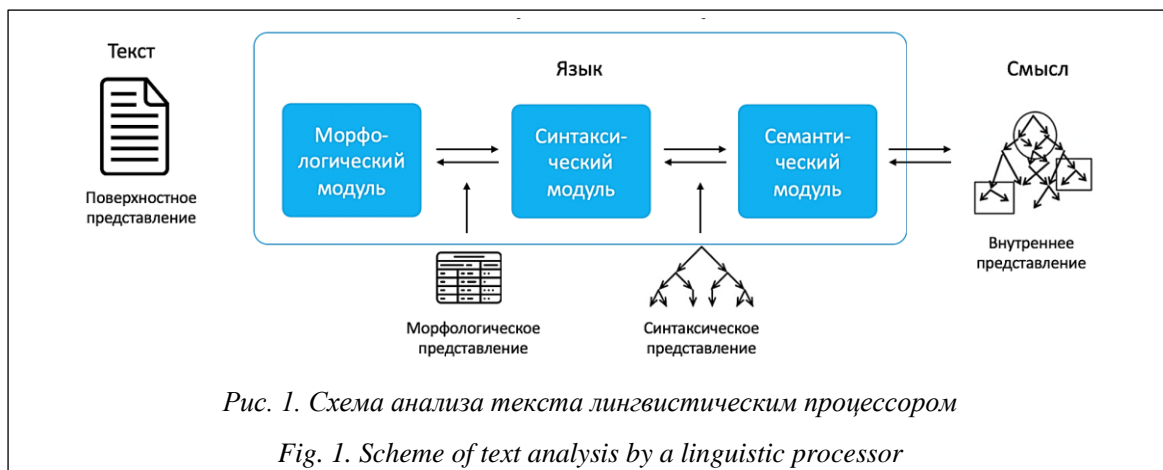 Текст
Язык
Смысл
Морфо-
логический
модуль
Синтакси-
ческий
модуль
Семанти-
ческий
модуль
Поверхностное
представление
Внутреннее
представление
Морфологическое
представление
Синтаксическое
представление
Рис. 1. Схема анализа текста лингвистическим процессором
Fig. 1. Scheme of text analysis by a linguistic processor